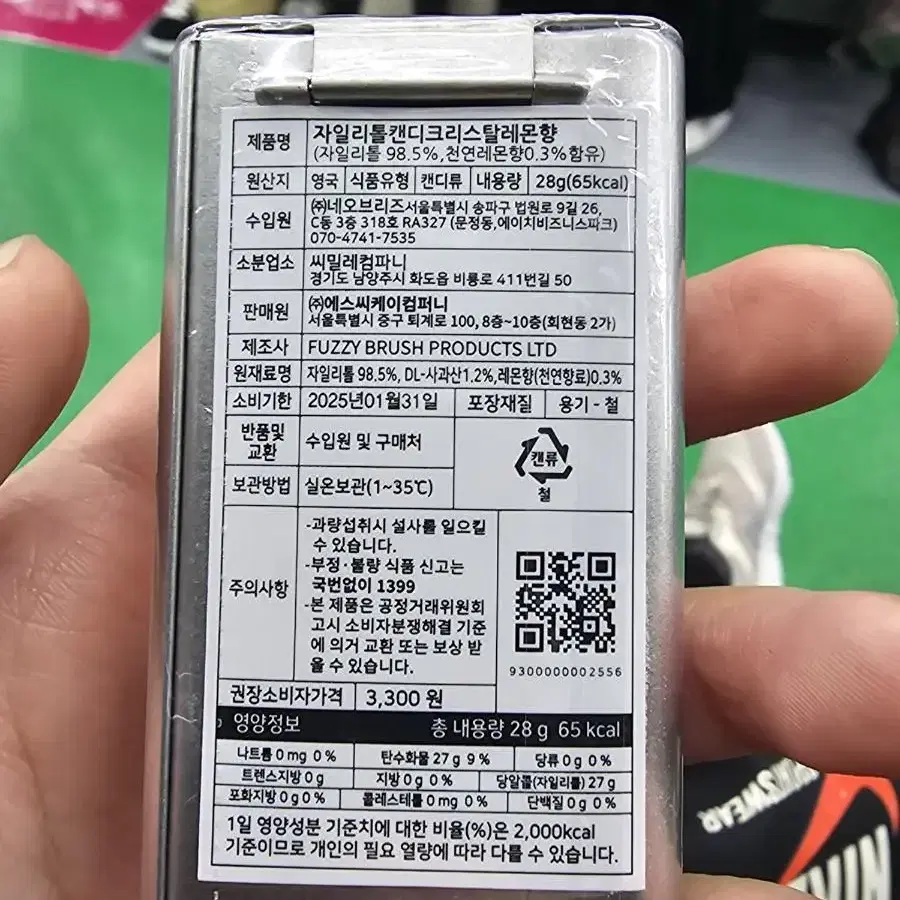 제품명 자일리톨캔디크리스탈레몬향
(자일리톨 98.5%,천연레몬향0.3%함유)
원산지 영국 식품유형 캔디류 내용량 28g(65kcal)
수입원 ㈜네오브리즈서울특별시 송파구 법원로 9길 26,
C동 3층 318호 RA327 (문정동,에이치비즈니스파크)
070-4741-7535
소분업소 씨밀레컴파니
경기도 남양주시 화도읍 비룡로 411번길 50
판매원 ㈜에스씨케이컴퍼니
서울특별시 중구 퇴계로 100, 8층~10층(회현동 2가)
제조사 FUZZY BRUSH PRODUCTS LTD
원재료명 자일리톨 98.5%, DL-사과산1.2%,레몬향(천연향료)0.3%
소비기한 2025년01월31일 포장재질 용기 - 철
반품및
교환 수입원 및 구매처
캔류
철
보관방법 실온보관(1~35℃)
주의사항
-과량섭취시 설사를 일으킬
수 있습니다.
-부정·불량 식품 신고는
국번없이 1399
-본 제품은 공정거래위원회
고시 소비자분쟁해결 기준
에 의거 교환 또는 보상 받
을 수 있습니다.
9300000002556
권장소비자가격 3,300 원
영양정보 총 내용량 28 g 65 kcal
나트륨 0 mg 0 % 탄수화물 27 g 9 % 당류 0 g 0 %
트렌스지방 0 g 지방 0 g 0 % 당알콜(자일리톨) 27 g
포화지방 0 g 0 % 콜레스테롤 0 mg 0 % 단백질 0 g 0 %
1일 영양성분 기준치에 대한 비율(%)은 2,000kcal
기준이므로 개인의 필요 열량에 따라 다를 수 있습니다.